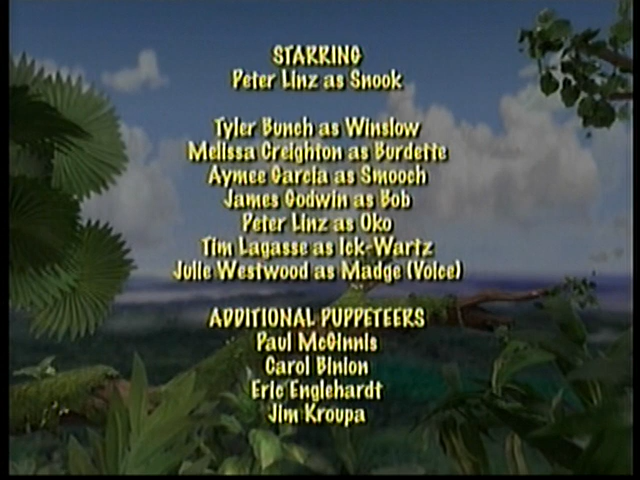 STARRING
Peter Linz as Snook
Tyler Bunch as Winslow
Melissa Creighton as Burdette
Aymee Garcia as Smooch
James Godwin as Bob
Peter Linz as Oko
Tim Lagasse as Ick-Wartz
Julie Westwood as Madge (Voice)
ADDITIONAL PUPPETEERS
Paul McGinnis
Carol Binion
Eric Englehardt
Jim Kroupa